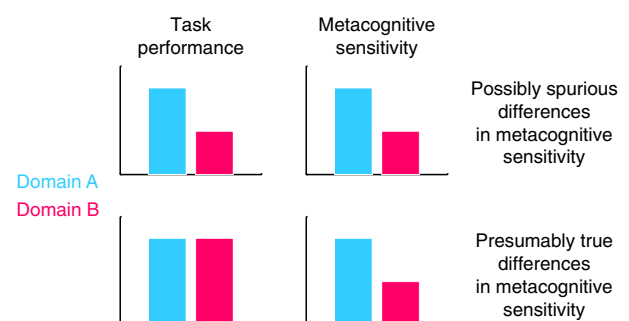 Task
performance
Metacognitive
sensitivity
Possibly spurious
differences
in metacognitive
sensitivity
Domain A
Domain B
Presumably true
differences
in metacognitive
sensitivity